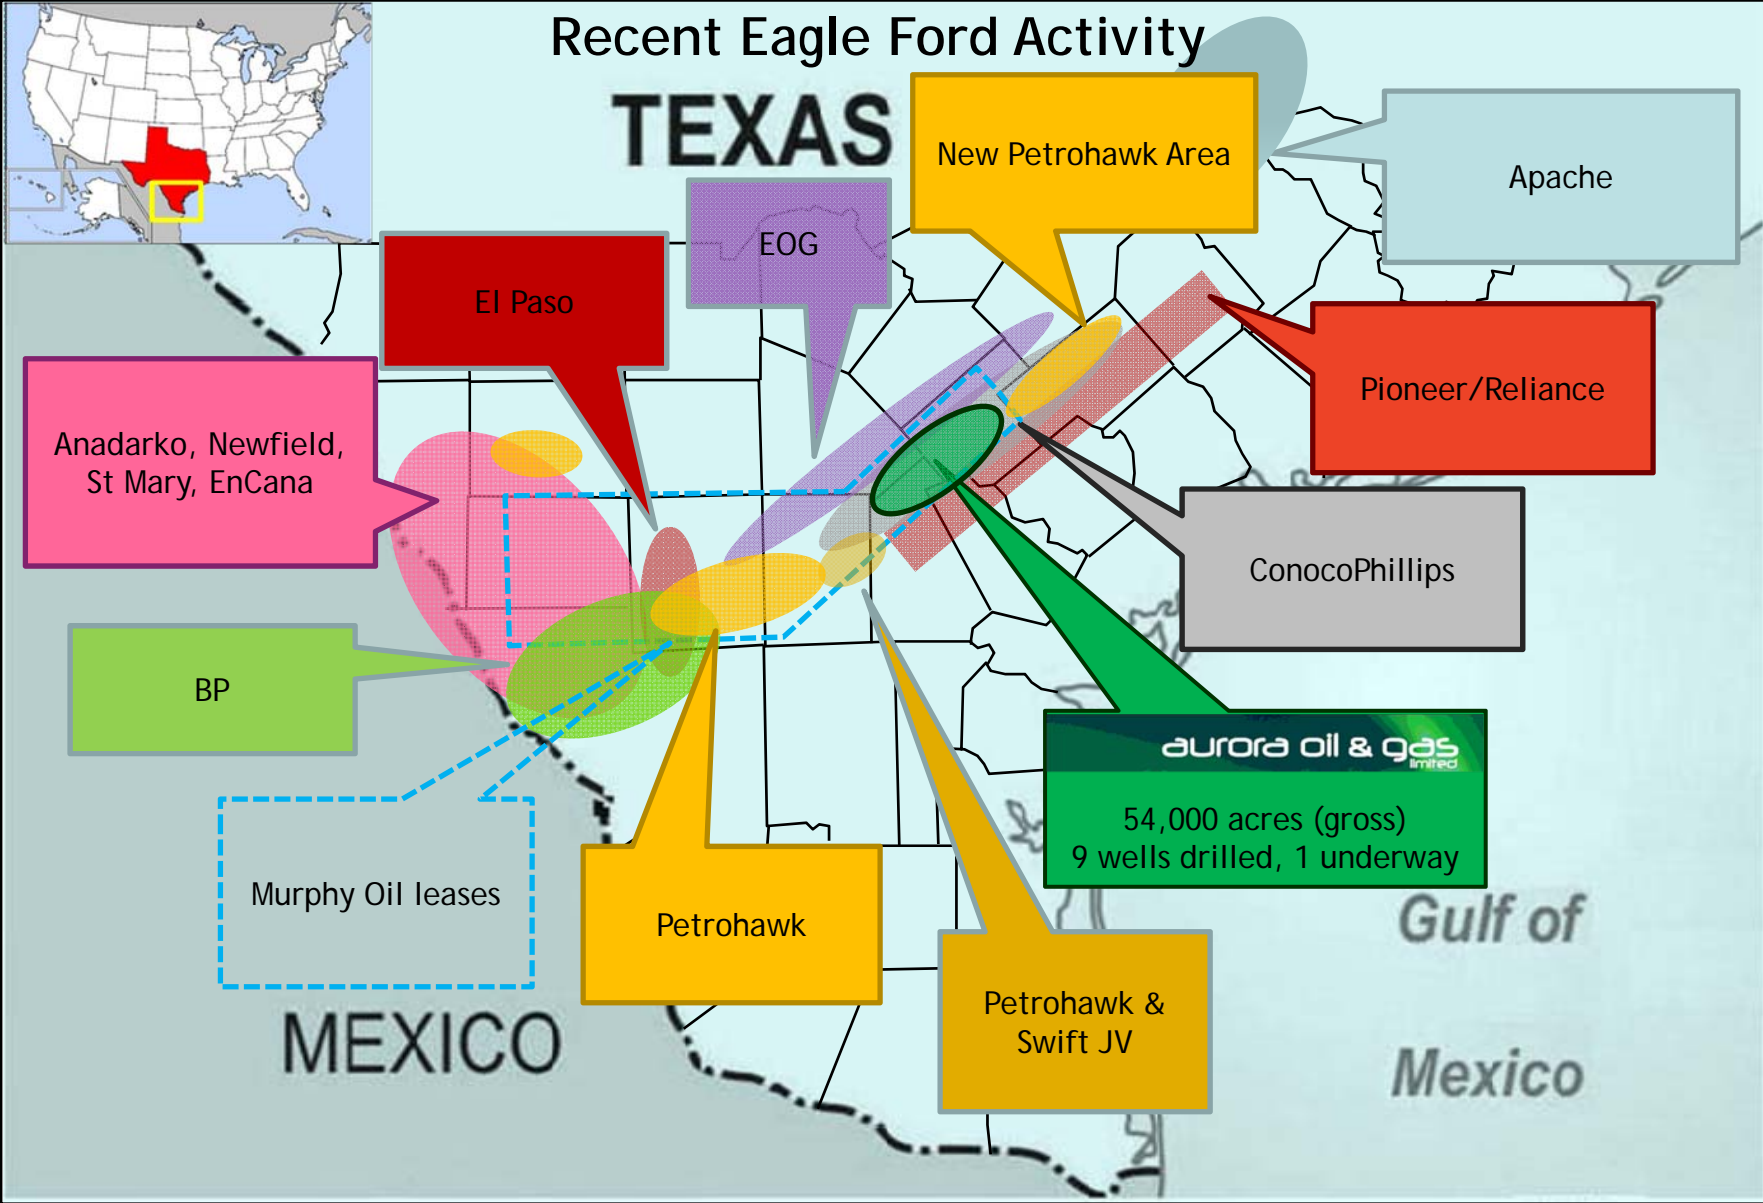 Recent Eagle Ford Activity
TEXAS
New Petrohawk Area
Apache
EOG
El Paso
Pioneer/Reliance
Anadarko, Newfield,
St Mary, EnCana
ConocoPhillips
BP
aurora oil & gas
limited
54,000 acres (gross)
9 wells drilled, 1 underway
Murphy Oil leases
Petrohawk
Petrohawk &
Swift JV
Gulf of
Mexico
MEXICO